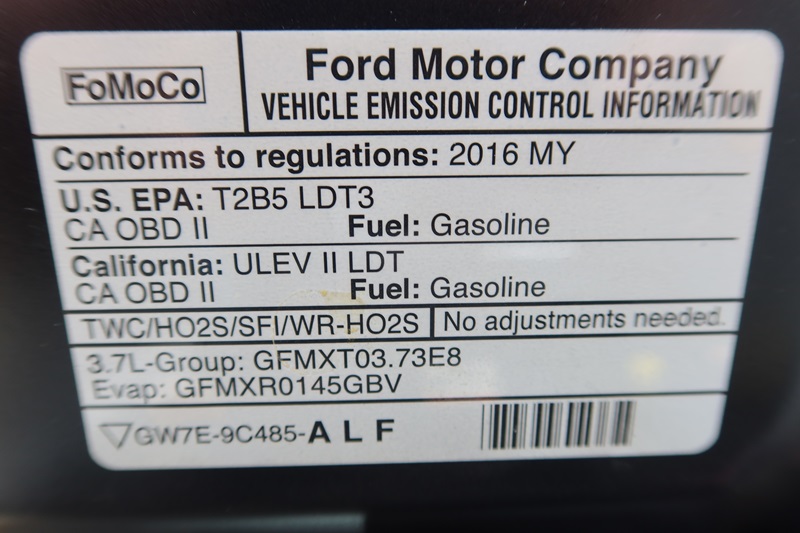 FoMoCo
Ford Motor Company
VEHICLE EMISSION CONTROL INFORMATION
Conforms to regulations: 2016 MY
U.S. EPA: T2B5 LDT3
CA OBD II Fuel: Gasoline
California: ULEV II LDT
CA OBD II Fuel: Gasoline
TWC/HO2S/SFI/WR-HO2S No adjustments needed.
3.7L-Group: GFMXT03.73E8
Evap: GFMXR0145GBV
GW7E-9C485-ALF